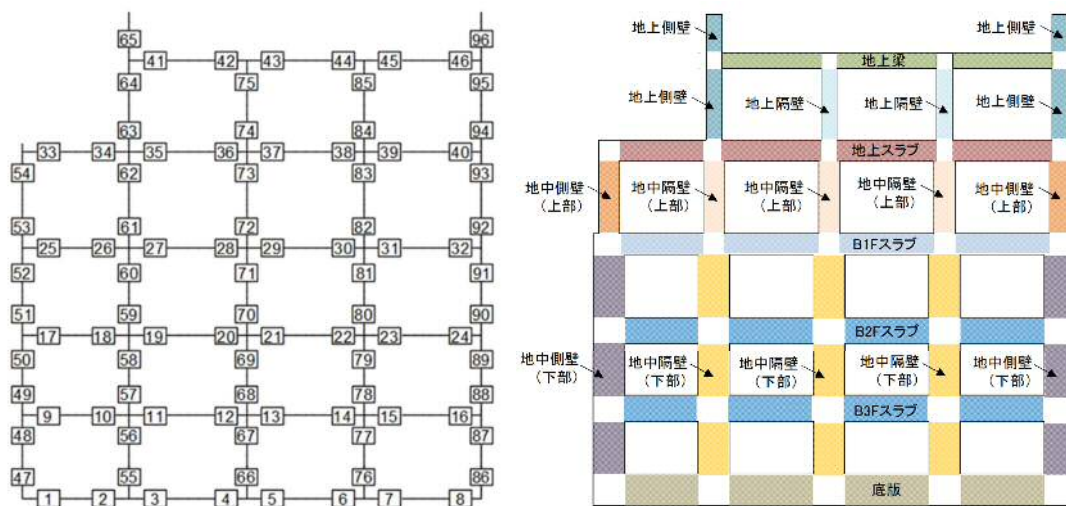 65 96
41 42 43 44 45 46
64 75 85 95
63 74 84 94
33 34 35 36 37 38 39 40
54 62 73 83 93
53 61 72 82 92
25 26 27 28 29 30 31 32
52 60 71 81 91
51 59 70 80 90
17 18 19 20 21 22 23 24
50 58 69 79 89
49 57 68 78 88
9 10 11 12 13 14 15 16
48 56 67 77 87
47 55 66 76 86
1 2 3 4 5 6 7 8
地上側壁 地上側壁
地上梁
地上側壁 地上隔壁 地上隔壁 地上側壁
地上スラブ
地中側壁 地中隔壁 地中隔壁 地中隔壁 地中側壁
(上部) (上部) (上部) (上部) (上部)
B1Fスラブ
B2Fスラブ
地中側壁 地中隔壁 地中隔壁 地中隔壁 地中側壁
(下部) (下部) (下部) (下部) (下部)
B3Fスラブ
底版